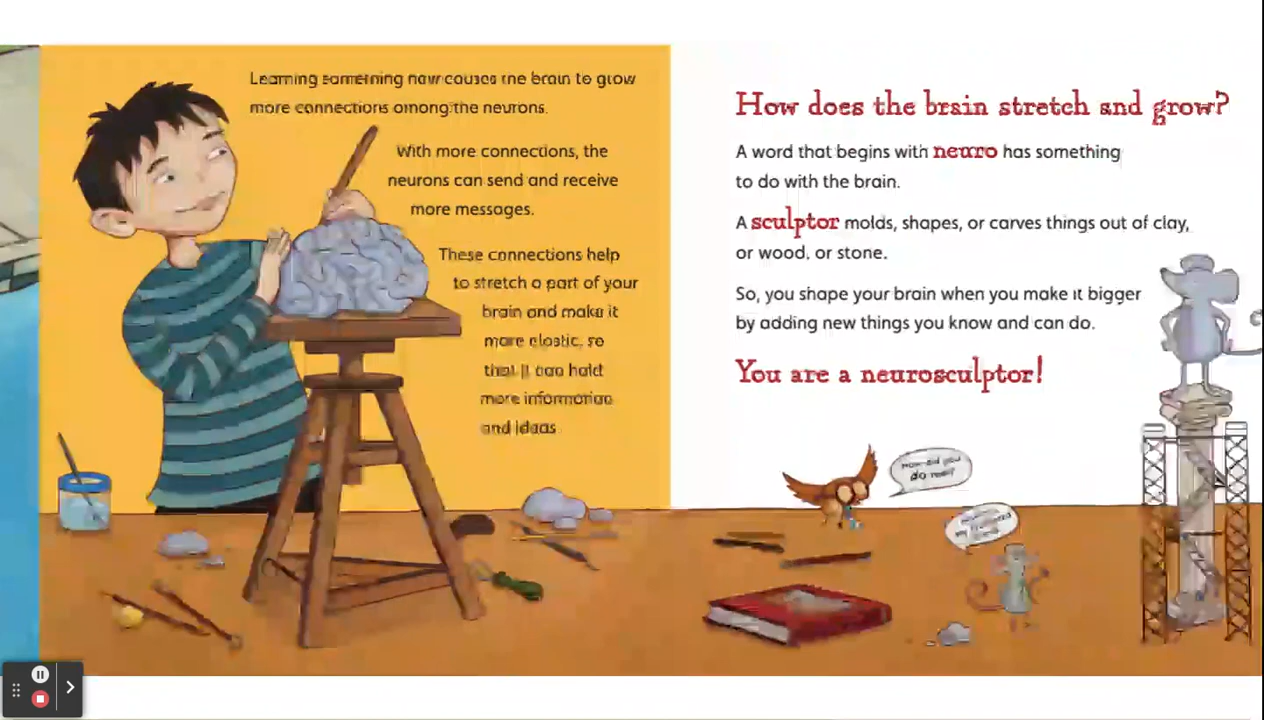 Learning something new causes the brain to grow
more connections among the neurons.
With more connections, the
neurons can send and receive
more messages.
These connections help
to stretch a part of your
brain and make it
more elastic, so
that it can hold
more information
and ideas
How does the brain stretch and grow?
A word that begins with neuro has something
to do with the brain.
A sculptor molds, shapes, or carves things out of clay,
or wood, or stone.
So, you shape your brain when you make it bigger
by adding new things you know and can do.
You are a neurosculptor!
How did you
do
my